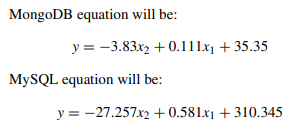 MongoDB equation will be:
y = −3.83x₂ + 0.111x₁ + 35.35
MySQL equation will be:
y = −27.257x₂ + 0.581x₁ + 310.345